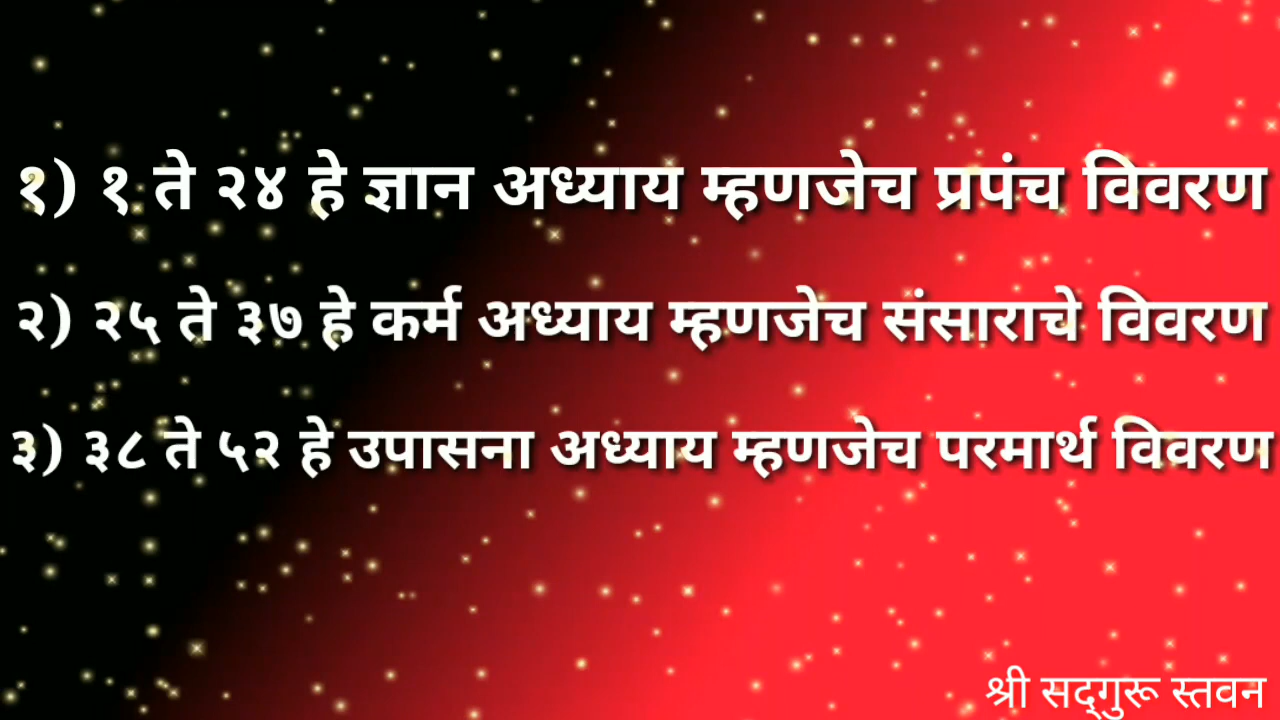 १) १ ते २४ हे ज्ञान अध्याय म्हणजेच प्रपंच विवरण
२) २५ ते ३७ हे कर्म अध्याय म्हणजेच संसाराचे विवरण
३) ३८ ते ५२ हे उपासना अध्याय म्हणजेच परमार्थ विवरण
श्री सद्‌गुरू स्तवन